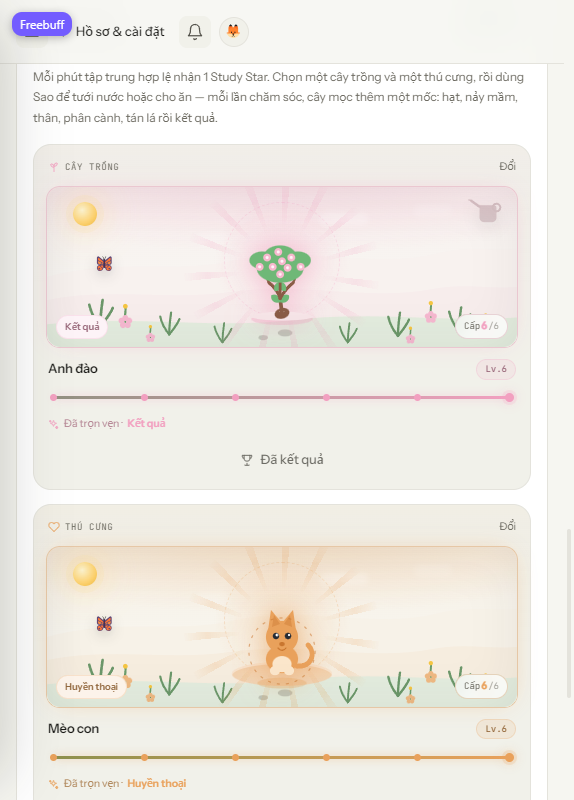 Freebuff
Hồ sơ & cài đặt
Mỗi phút tập trung hợp lệ nhận 1 Study Star. Chọn một cây trồng và một thú cưng, rồi dùng
Sao để tưới nước hoặc cho ăn — mỗi lần chăm sóc, cây mọc thêm một mốc: hạt, nảy mầm,
thân, phân cành, tán lá rồi kết quả.
CÂY TRỒNG
Đổi
Kết quả
Cấp 6/6
Anh đào
Lv.6
Đã trọn vẹn · Kết quả
Đã kết quả
THÚ CƯNG
Đổi
Huyền thoại
Cấp 6/6
Mèo con
Lv.6
Đã trọn vẹn · Huyền thoại